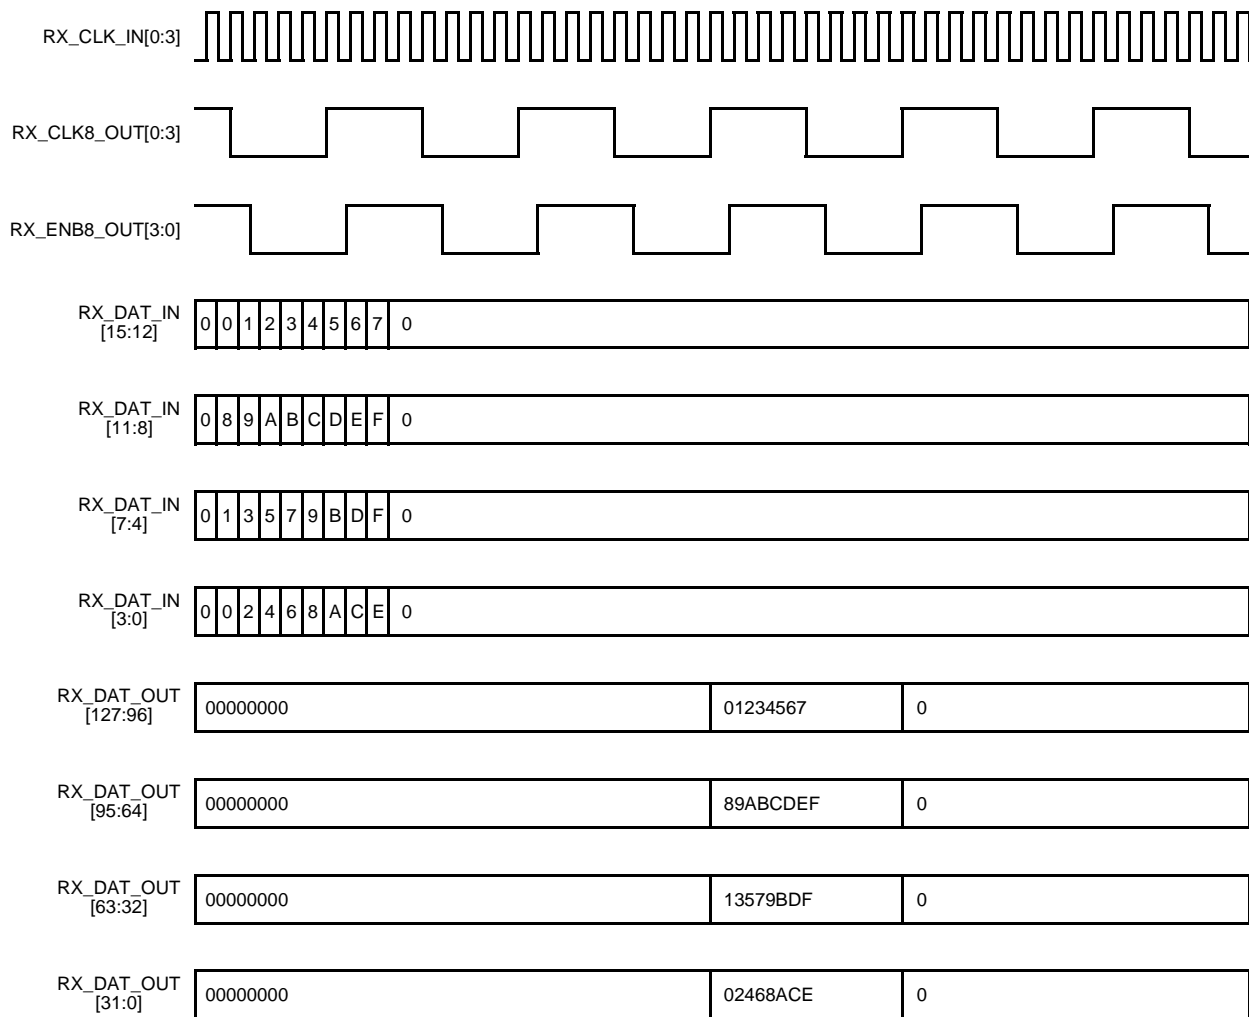 RX_CLK_IN[0:3]
RX_CLK8_OUT[0:3]
RX_ENB8_OUT[3:0]
RX_DAT_IN
[15:12]
0 0 1 2 3 4 5 6 7 0
RX_DAT_IN
[11:8]
0 8 9 A B C D E F 0
RX_DAT_IN
[7:4]
0 1 3 5 7 9 B D F 0
RX_DAT_IN
[3:0]
0 0 2 4 6 8 A C E 0
RX_DAT_OUT
[127:96]
00000000 01234567 0
RX_DAT_OUT
[95:64]
00000000 89ABCDEF 0
RX_DAT_OUT
[63:32]
00000000 13579BDF 0
RX_DAT_OUT
[31:0]
00000000 02468ACE 0